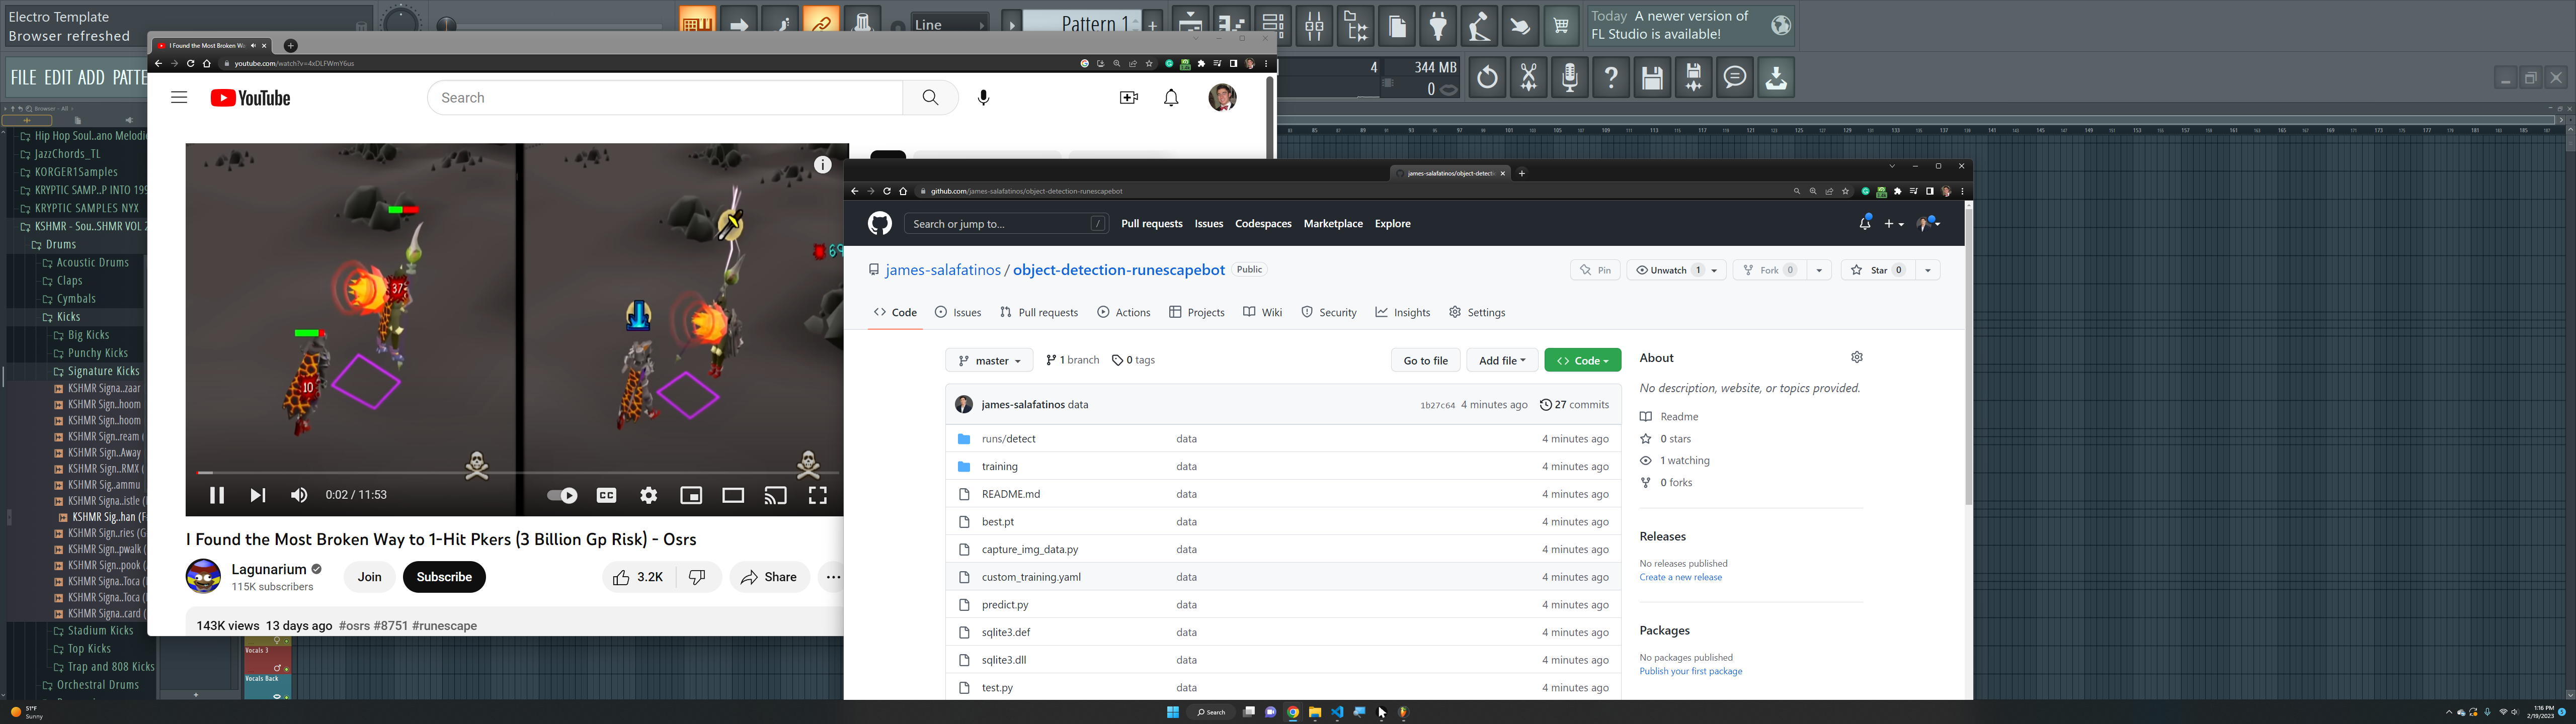 Electro Template
Browser refreshed
Line
Pattern 1
4
344 MB
0
Today A newer version of
FL Studio is available!
FILE EDIT ADD PATTE
Browser - All
Hip Hop Soul..ano Melodic
JazzChords_TL
KORGER1Samples
KRYPTIC SAMP..P INTO 199
KRYPTIC SAMPLES NYX
KSHMR - Sou..SHMR VOL 2
Drums
Acoustic Drums
Claps
Cymbals
Kicks
Big Kicks
Punchy Kicks
Signature Kicks
KSHMR Signa..zaar
KSHMR Sign..hoom
KSHMR Sign..hoom
KSHMR Sign..ream (
KSHMR Sign..Away
KSHMR Sign..RMX (
KSHMR Sig..ammu
KSHMR Signa..istle (
KSHMR Sig..han (F
KSHMR Sign..ries (G
KSHMR Sign..pwalk (
KSHMR Sign..pook (
KSHMR Signa..Toca (
KSHMR Signa..Toca (
KSHMR Signa..card (
Stadium Kicks
Top Kicks
Trap and 808 Kicks
Orchestral Drums
Vocals 3
Vocals Back
I Found the Most Broken Wa
youtube.com/watch?v=4xDLFWmY6us
YouTube
Search
37
10
69
0:02 / 11:53
CC
I Found the Most Broken Way to 1-Hit Pkers (3 Billion Gp Risk) - Osrs
Lagunarium
115K subscribers
Join
Subscribe
3.2K
Share
143K views 13 days ago #osrs #8751 #runescape
james-salafatinos/object-detecti
github.com/james-salafatinos/object-detection-runescapebot
Search or jump to...
/
Pull requests
Issues
Codespaces
Marketplace
Explore
james-salafatinos / object-detection-runescapebot
Public
Pin
Unwatch 1
Fork 0
Star 0
Code
Issues
Pull requests
Actions
Projects
Wiki
Security
Insights
Settings
master
1 branch
0 tags
Go to file
Add file
Code
james-salafatinos data
1b27c64 4 minutes ago
27 commits
runs/detect data 4 minutes ago
training data 4 minutes ago
README.md data 4 minutes ago
best.pt data 4 minutes ago
capture_img_data.py data 4 minutes ago
custom_training.yaml data 4 minutes ago
predict.py data 4 minutes ago
sqlite3.def data 4 minutes ago
sqlite3.dll data 4 minutes ago
test.py data 4 minutes ago
About
No description, website, or topics provided.
Readme
0 stars
1 watching
0 forks
Releases
No releases published
Create a new release
Packages
No packages published
Publish your first package
51°F
Sunny
Search
1:16 PM
2/19/2023